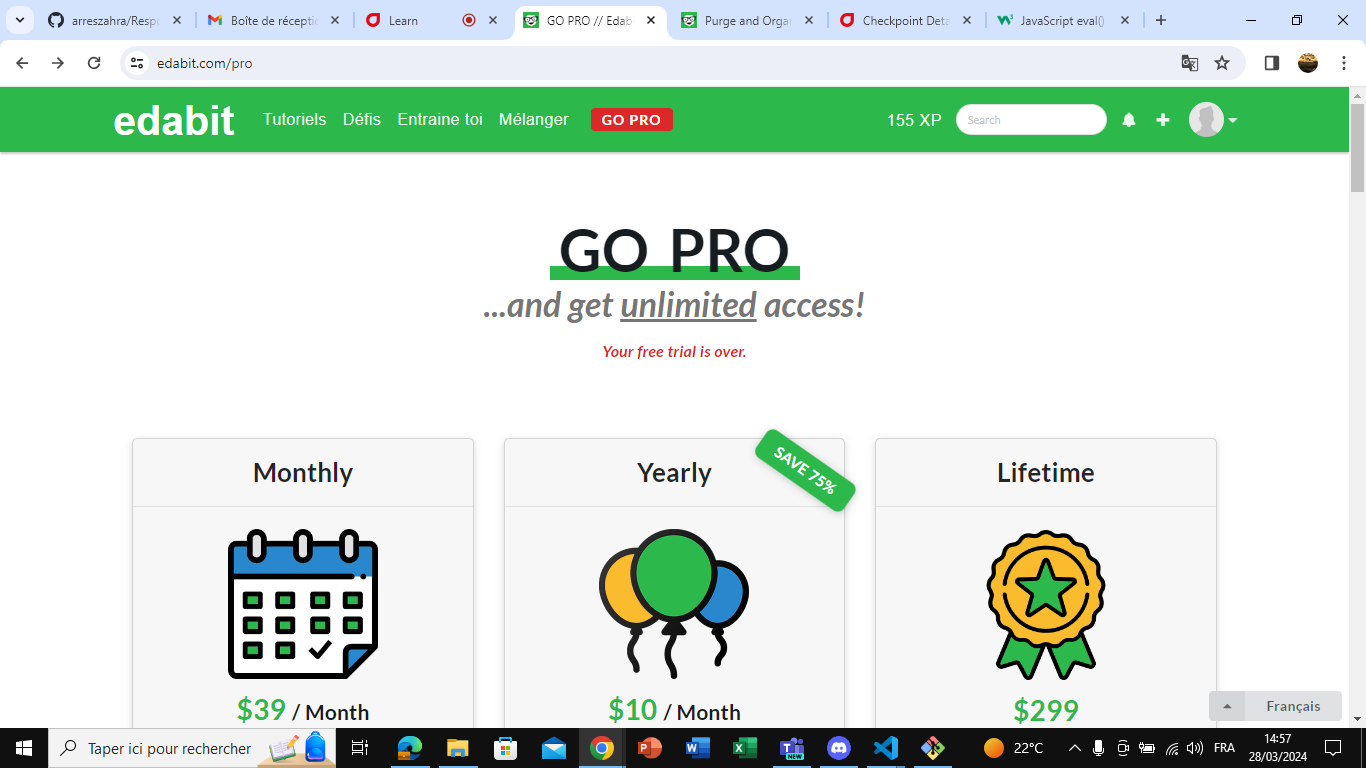 arreszahra/Respo
Boîte de réceptio
Learn
GO PRO // Edab
Purge and Orga
Checkpoint Deta
JavaScript eval()
edabit.com/pro
edabit
Tutoriels
Défis
Entraine toi
Mélanger
GO PRO
155 XP
Search
GO PRO
...and get unlimited access!
Your free trial is over.
Monthly
Yearly
SAVE 75%
Lifetime
$39 / Month
$10 / Month
$299
Français
Taper ici pour rechercher
22°C
FRA
14:57
28/03/2024